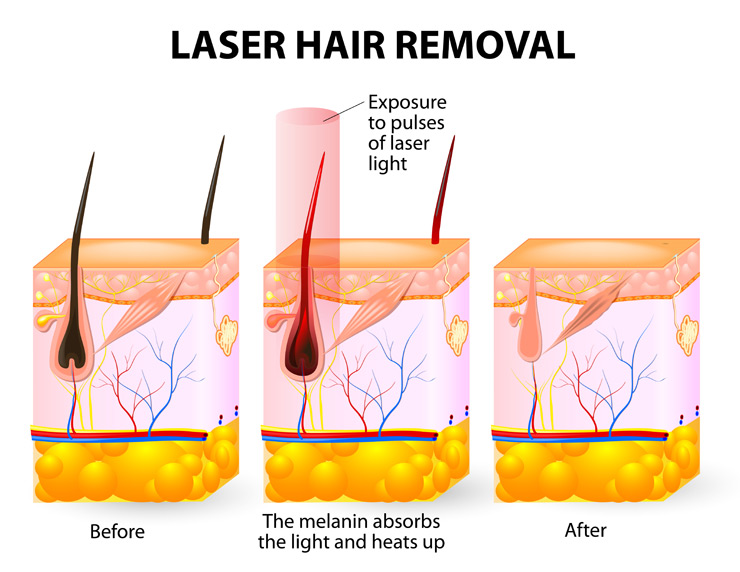 LASER HAIR REMOVAL
Exposure
to pulses
of laser
light
Before
The melanin absorbs
the light and heats up
After